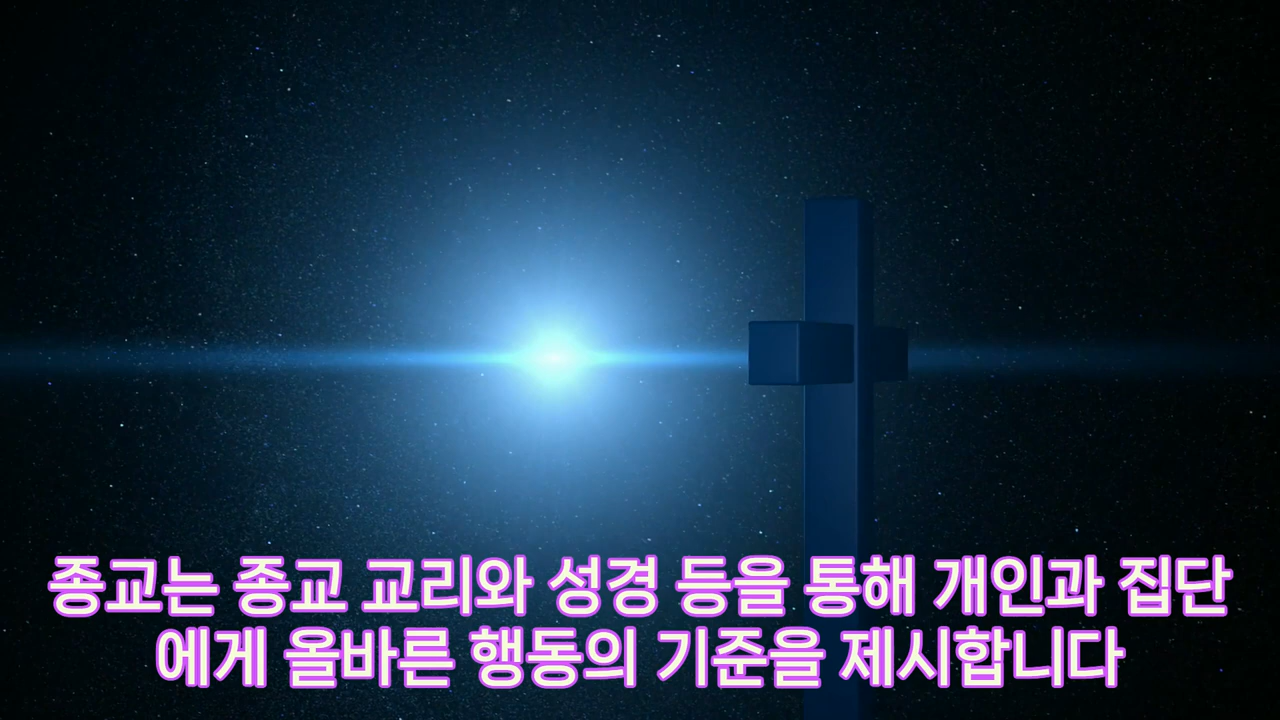 종교는 종교 교리와 성경 등을 통해 개인과 집단
에게 올바른 행동의 기준을 제시합니다